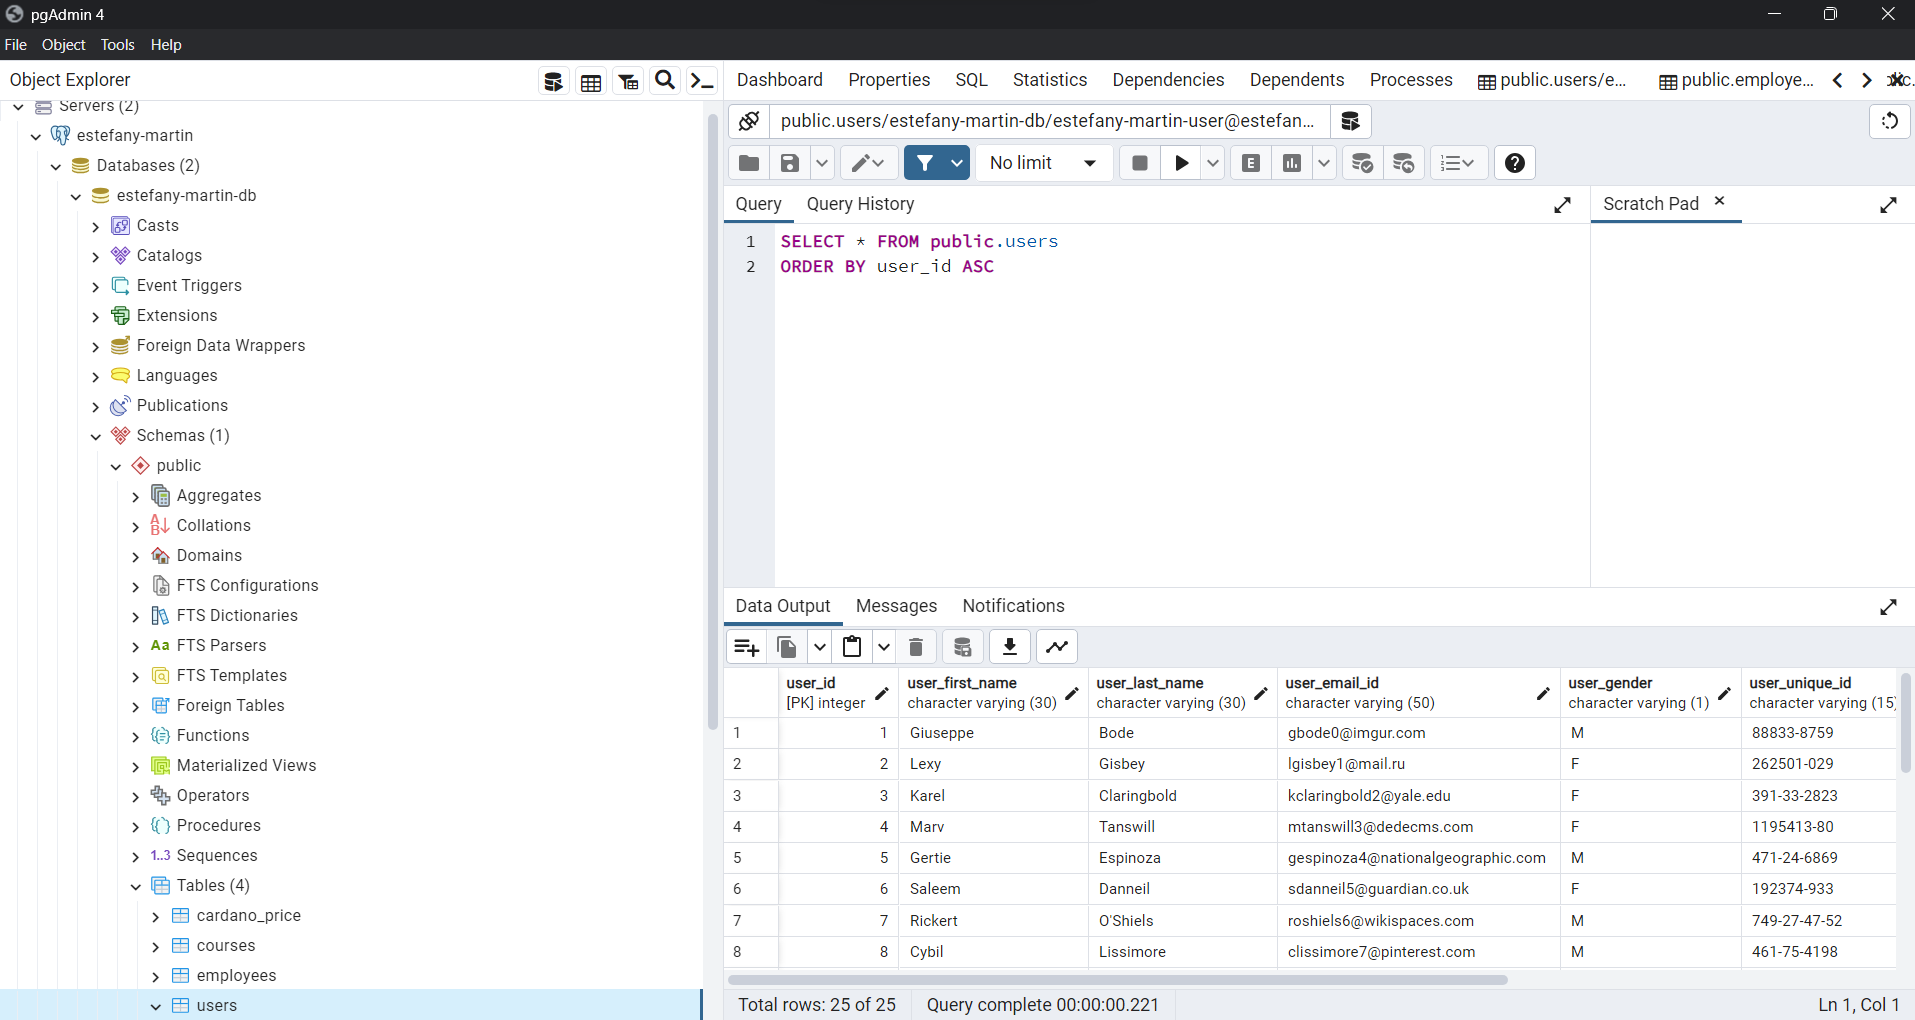 pgAdmin 4
File Object Tools Help
Object Explorer
Servers (2)
estefany-martin
Databases (2)
estefany-martin-db
Casts
Catalogs
Event Triggers
Extensions
Foreign Data Wrappers
Languages
Publications
Schemas (1)
public
Aggregates
Collations
Domains
FTS Configurations
FTS Dictionaries
Aa FTS Parsers
FTS Templates
Foreign Tables
Functions
Materialized Views
Operators
Procedures
1..3 Sequences
Tables (4)
cardano_price
courses
employees
users
Dashboard Properties SQL Statistics Dependencies Dependents Processes public.users/e... public.employe...
public.users/estefany-martin-db/estefany-martin-user@estefan...
No limit
E
Query Query History
Scratch Pad
1 SELECT * FROM public.users
2 ORDER BY user_id ASC
Data Output Messages Notifications
user_id user_first_name user_last_name user_email_id user_gender user_unique_id
[PK] integer character varying (30) character varying (30) character varying (50) character varying (1) character varying (15)
1 1 Giuseppe Bode gbode0@imgur.com M 88833-8759
2 2 Lexy Gisbey lgisbey1@mail.ru F 262501-029
3 3 Karel Claringbold kclaringbold2@yale.edu F 391-33-2823
4 4 Marv Tanswill mtanswill3@dedecms.com F 1195413-80
5 5 Gertie Espinoza gespinoza4@nationalgeographic.com M 471-24-6869
6 6 Saleem Danneil sdanneil5@guardian.co.uk F 192374-933
7 7 Rickert O'Shiels roshiels6@wikispaces.com M 749-27-47-52
8 8 Cybil Lissimore clissimore7@pinterest.com M 461-75-4198
Total rows: 25 of 25 Query complete 00:00:00.221
Ln 1, Col 1